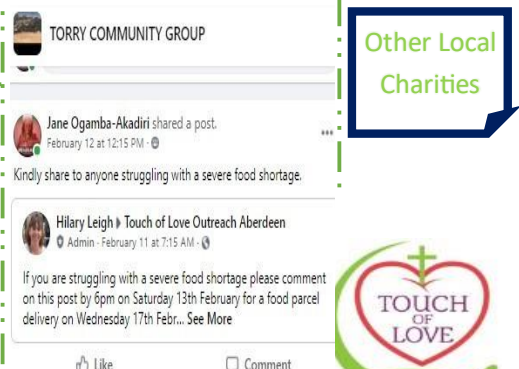 TORRY COMMUNITY GROUP
Jane Ogamba-Akadiri shared a post.
February 12 at 12:15 PM ·
Kindly share to anyone struggling with a severe food shortage.
Hilary Leigh ▸ Touch of Love Outreach Aberdeen
Admin · February 11 at 7:15 AM ·
If you are struggling with a severe food shortage please comment
on this post by 6pm on Saturday 13th February for a food parcel
delivery on Wednesday 17th Febr... See More
Like
Comment
Other Local
Charities
TOUCH
OF
LOVE